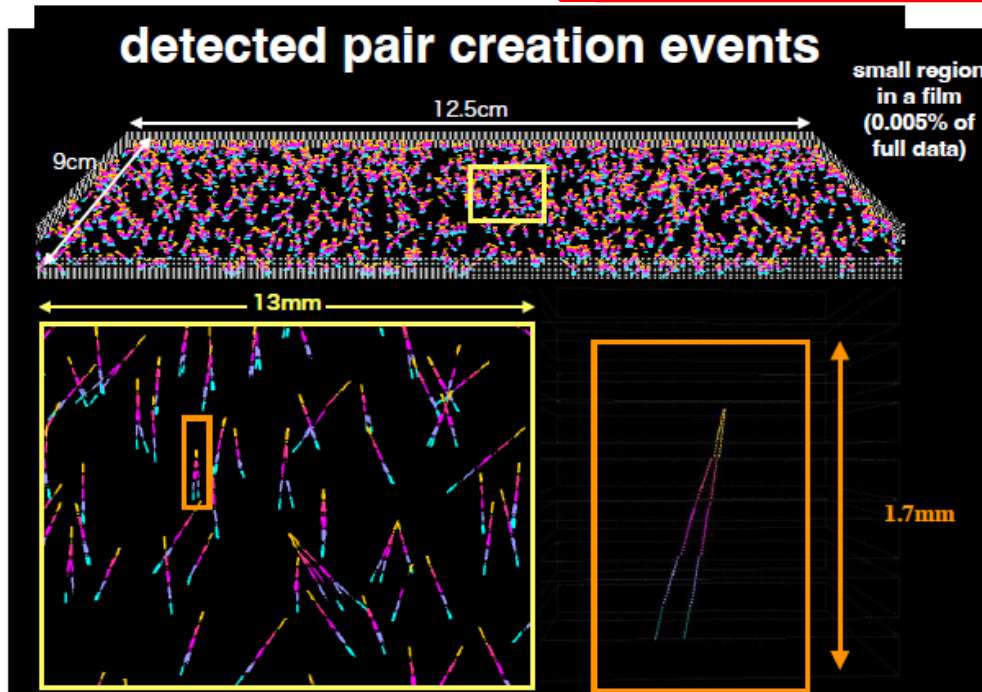 detected pair creation events
small region
in a film
(0.005% of
full data)
12.5cm
9cm
13mm
1.7mm